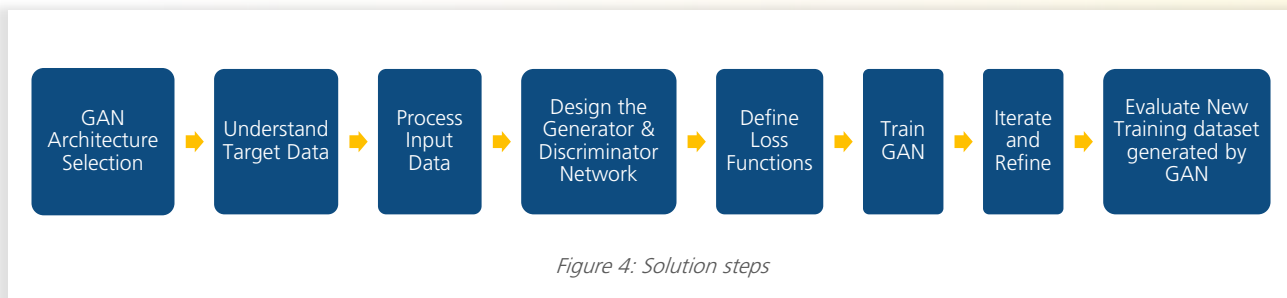 GAN
Architecture
Selection
Understand
Target Data
Process
Input
Data
Design the
Generator &
Discriminator
Network
Define
Loss
Functions
Train
GAN
Iterate
and
Refine
Evaluate New
Training dataset
generated by
GAN
Figure 4: Solution steps